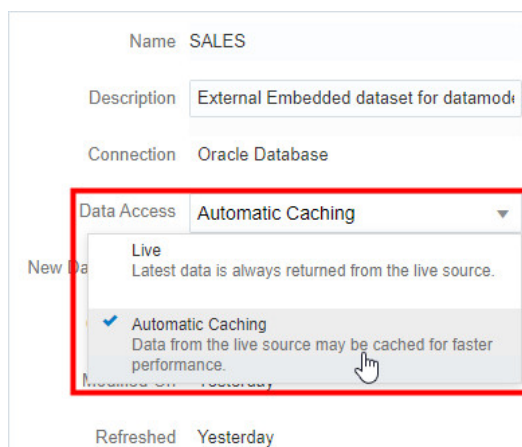 Name SALES
Description External Embedded dataset for datamode
Connection Oracle Database
Data Access Automatic Caching
Live
New Da
Latest data is always returned from the live source.
Automatic Caching
Data from the live source may be cached for faster
performance.
Modified On Yesterday
Refreshed Yesterday